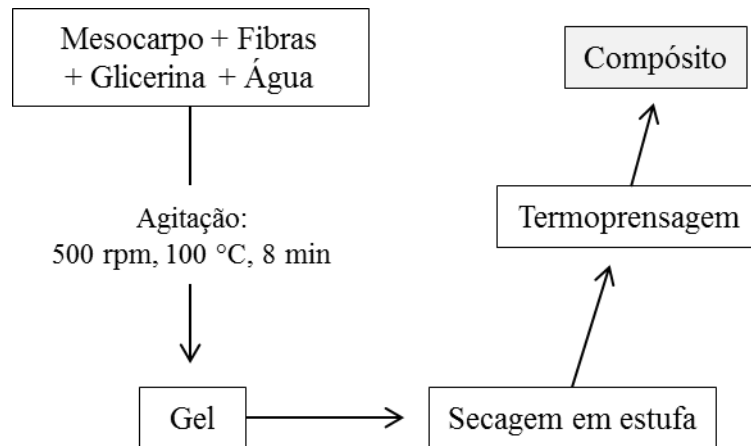 Mesocarpo + Fibras
+ Glicerina + Água
Agitação:
500 rpm, 100 °C, 8 min
Gel
Secagem em estufa
Termoprensagem
Compósito